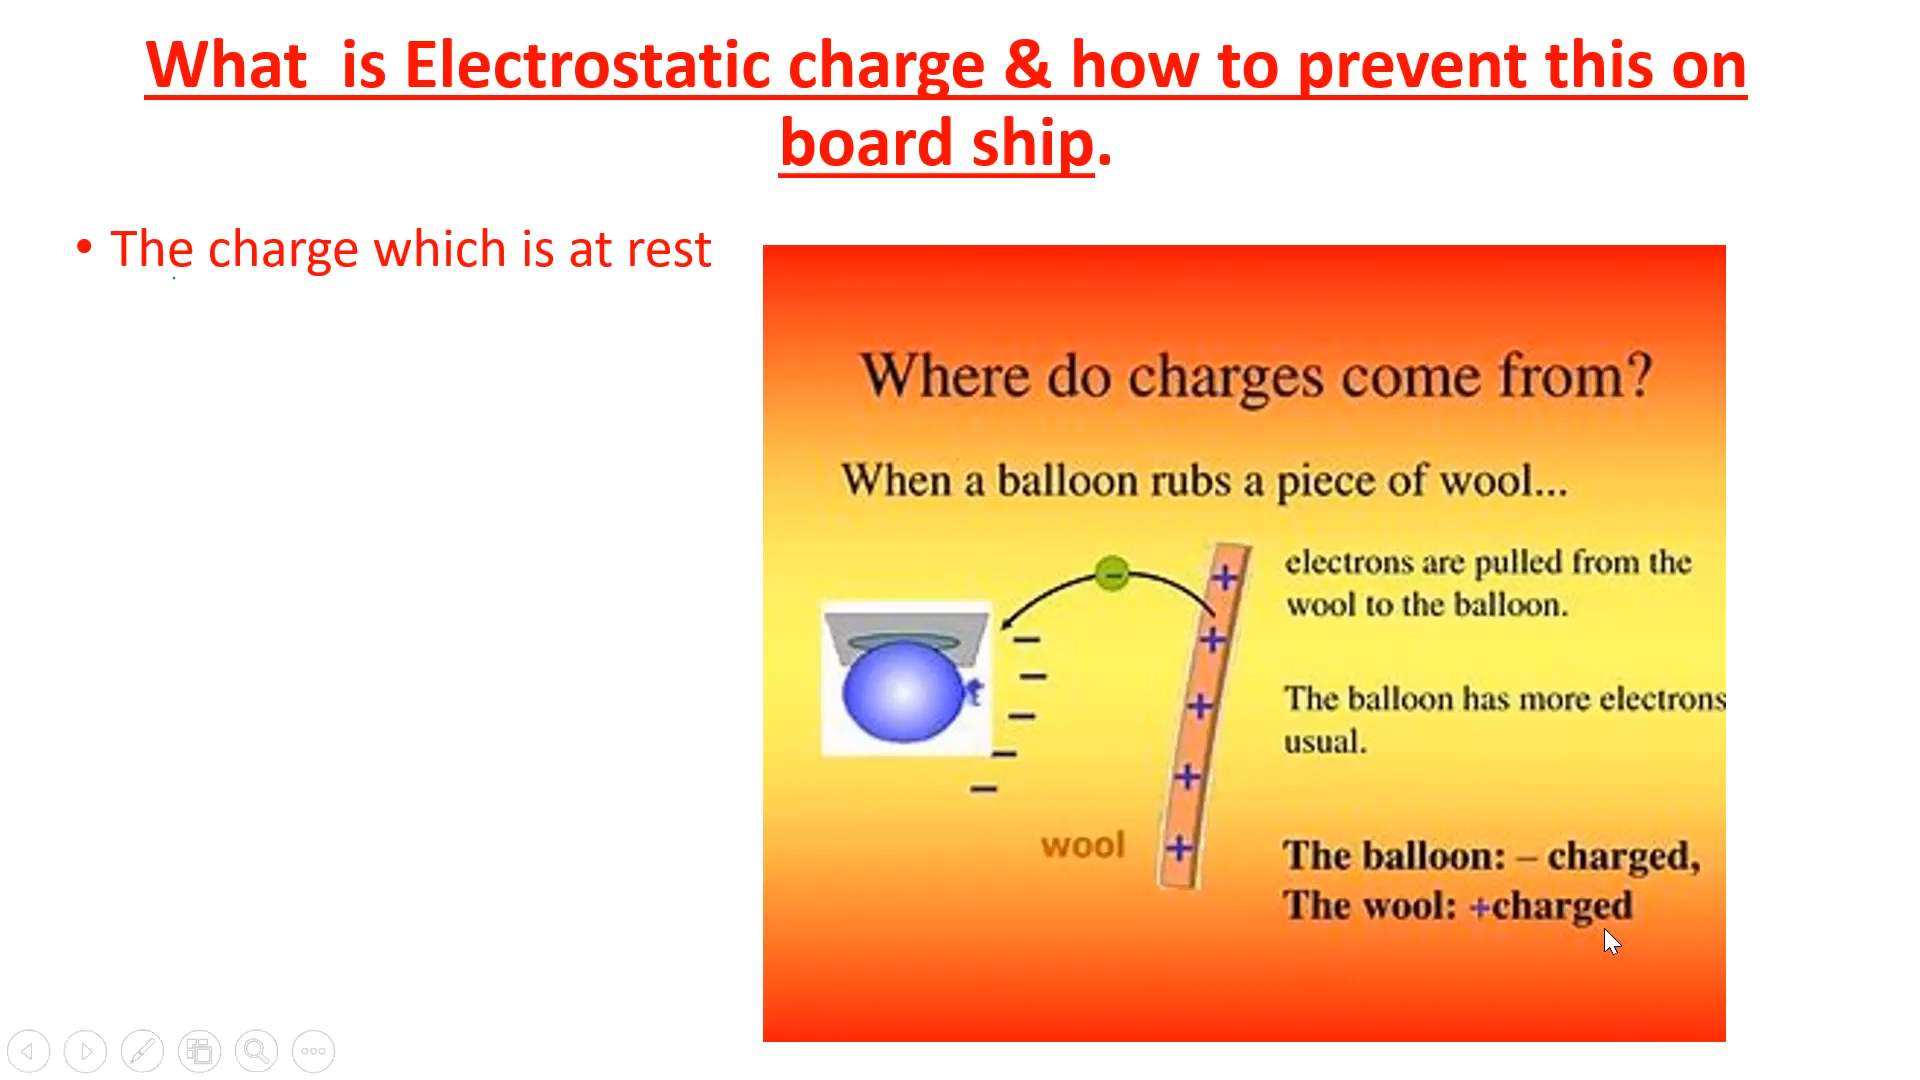 What  is Electrostatic charge & how to prevent this on
board ship.
• The charge which is at rest
Where do charges come from?
When a balloon rubs a piece of wool...
electrons are pulled from the
wool to the balloon.
The balloon has more electrons
usual.
wool
The balloon: – charged,
The wool: +charged